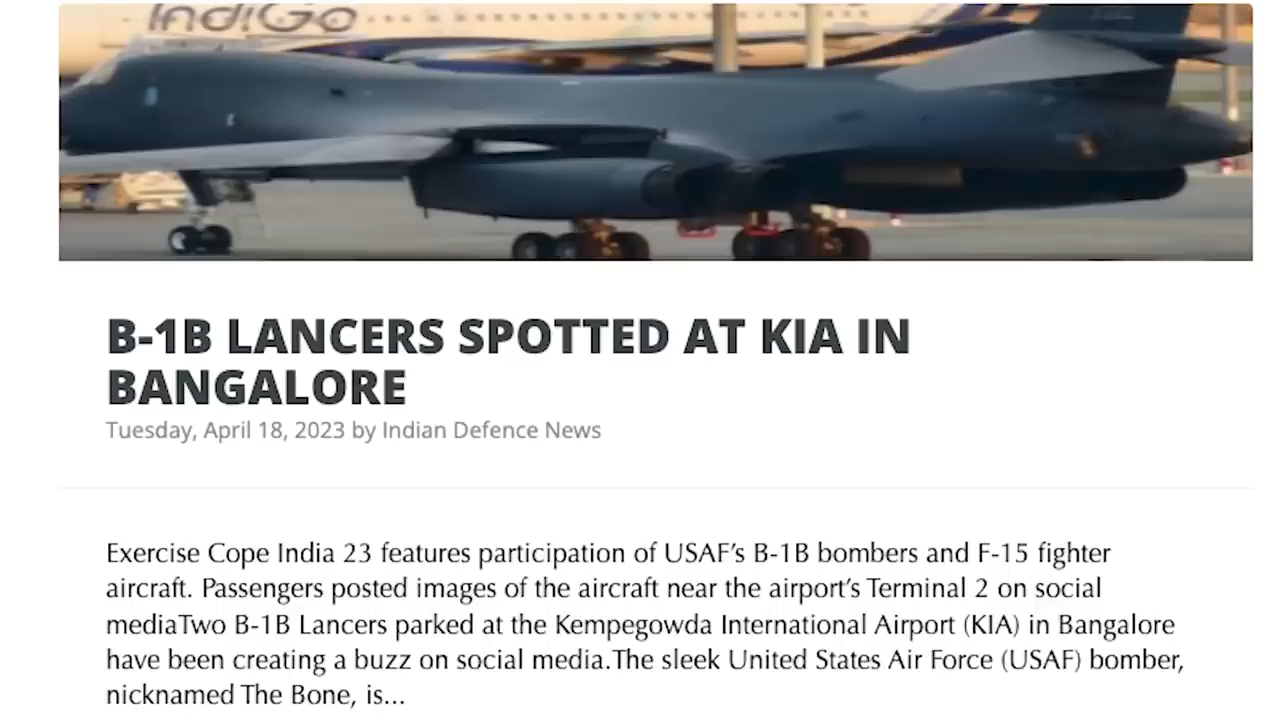 IndiGo
B-1B LANCERS SPOTTED AT KIA IN
BANGALORE
Tuesday, April 18, 2023 by Indian Defence News
Exercise Cope India 23 features participation of USAF’s B-1B bombers and F-15 fighter
aircraft. Passengers posted images of the aircraft near the airport’s Terminal 2 on social
mediaTwo B-1B Lancers parked at the Kempegowda International Airport (KIA) in Bangalore
have been creating a buzz on social media.The sleek United States Air Force (USAF) bomber,
nicknamed The Bone, is...